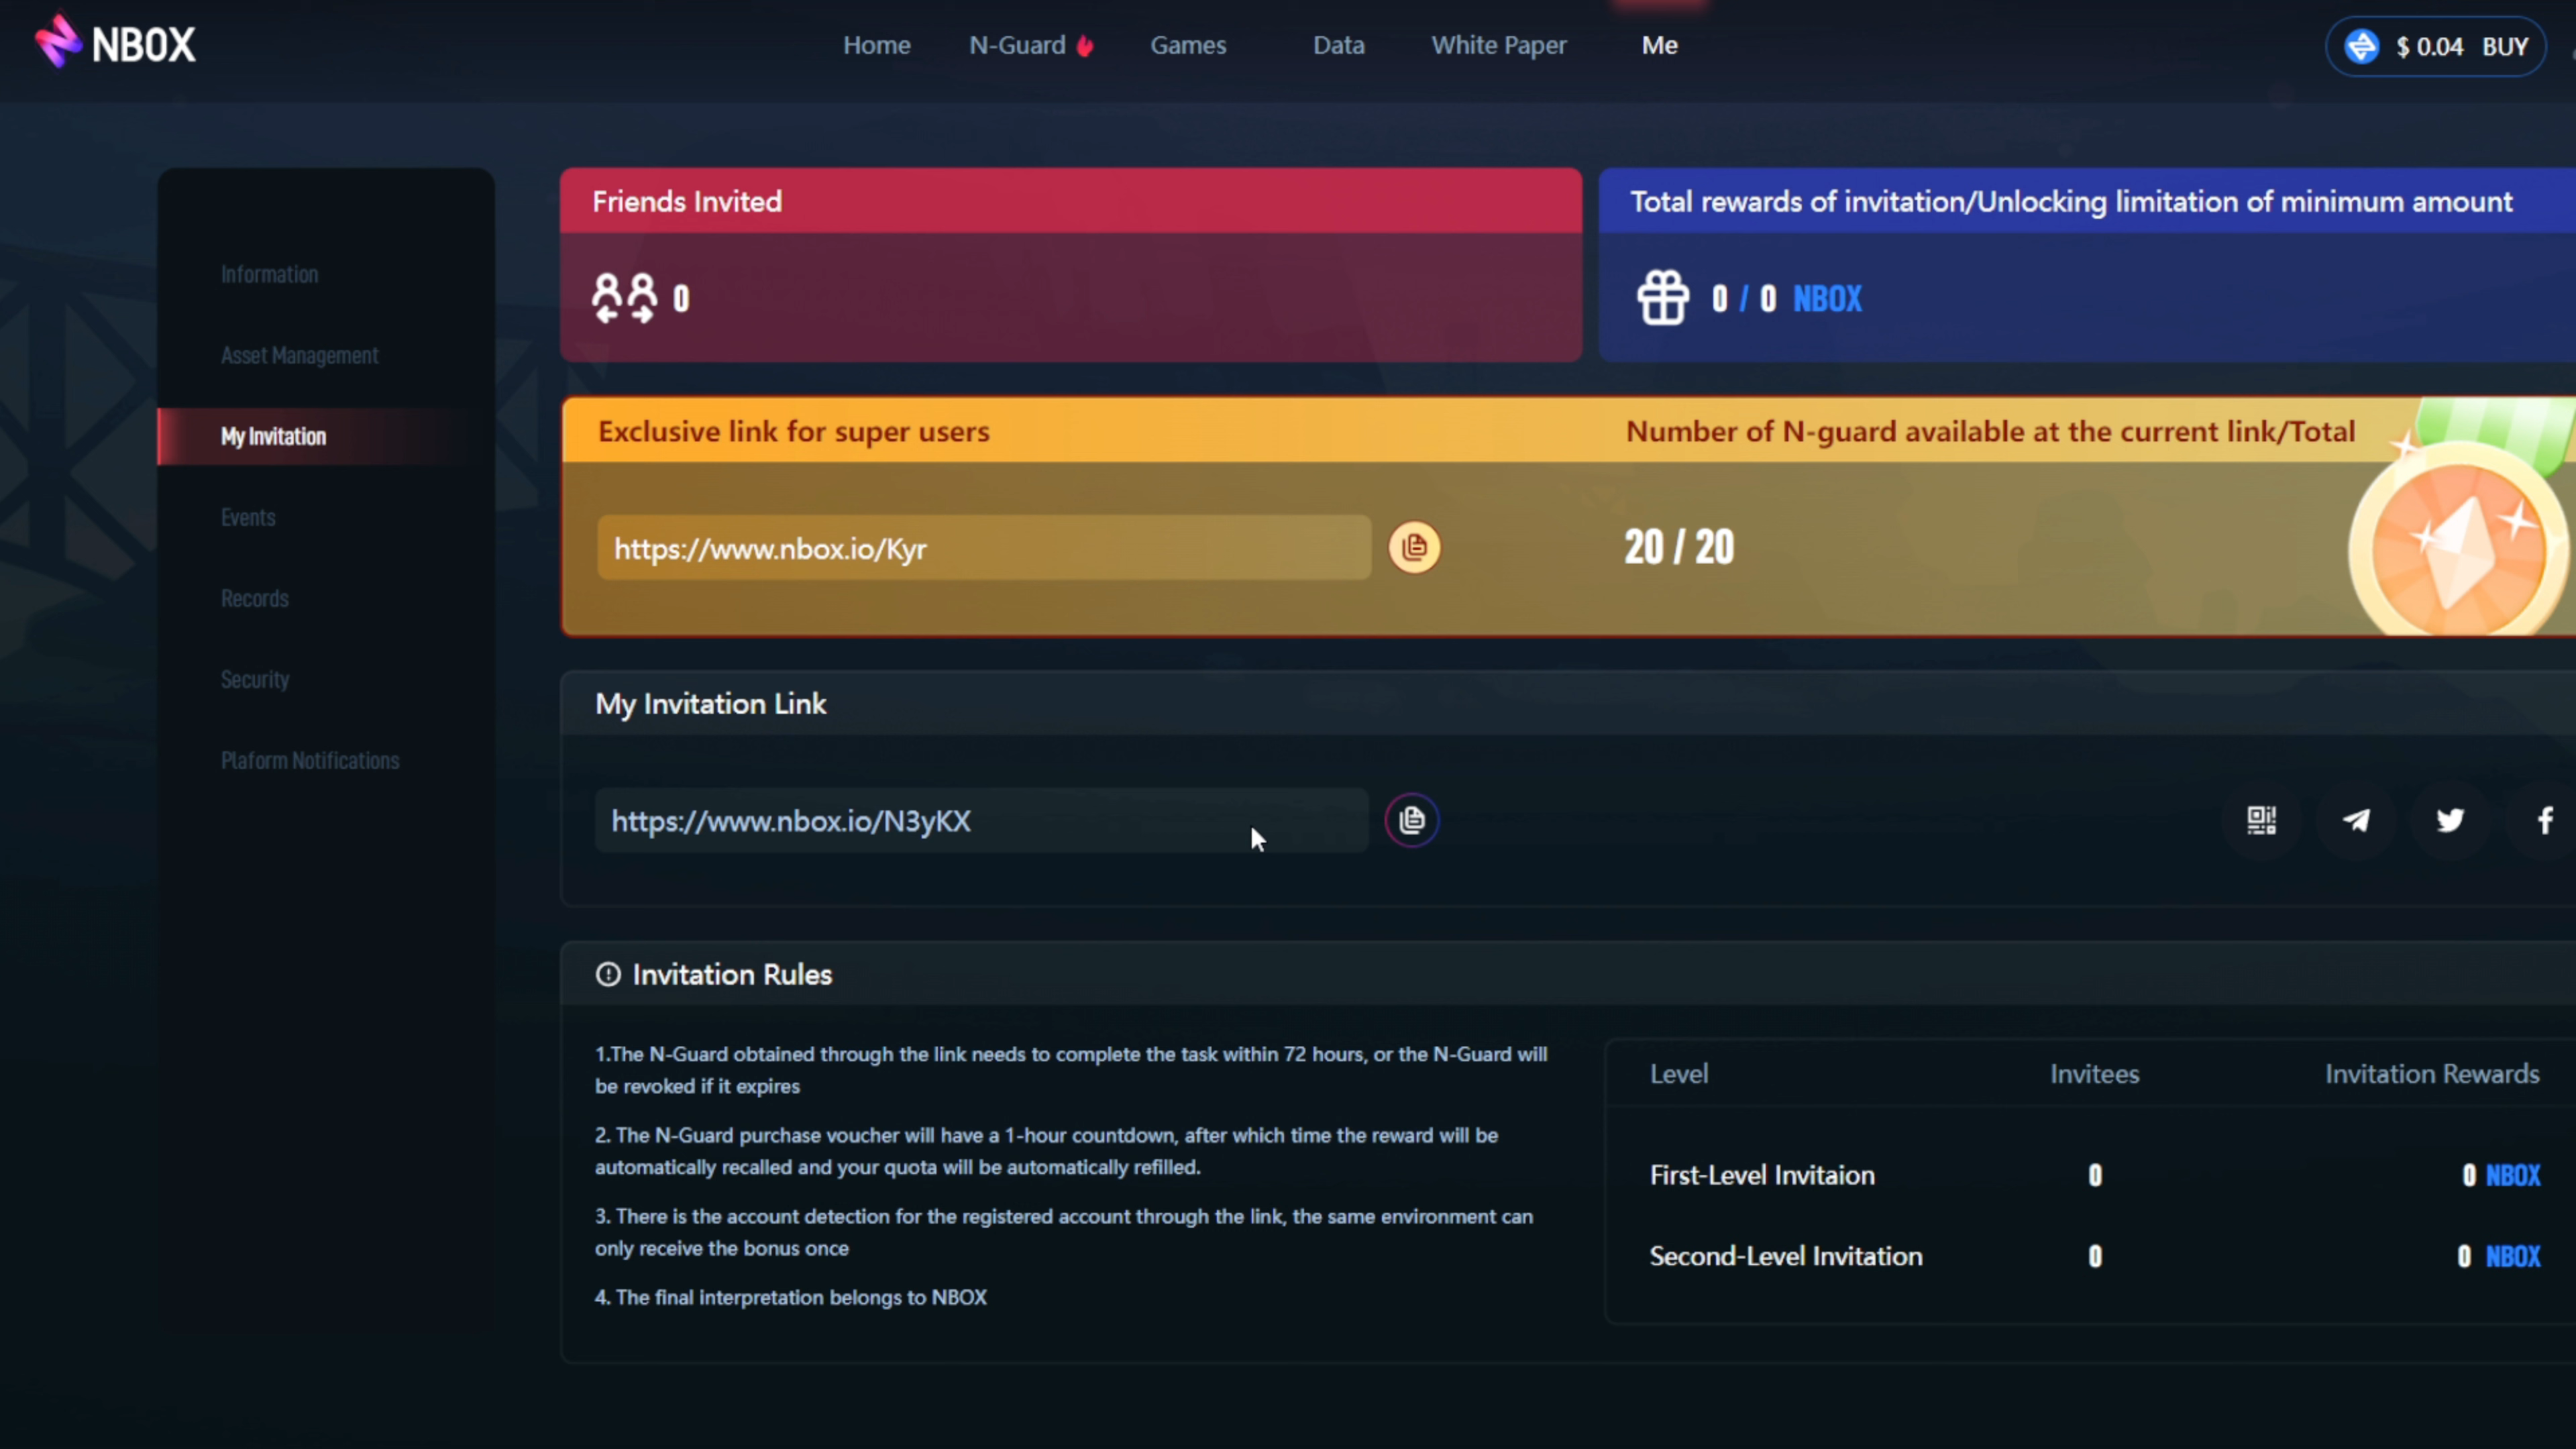 NBOX
Home
N-Guard
Games
Data
White Paper
Me
$ 0.04 BUY
Information
Asset Management
My Invitation
Events
Records
Security
Plaform Notifications
Friends Invited
0
Total rewards of invitation/Unlocking limitation of minimum amount
0 / 0 NBOX
Exclusive link for super users
Number of N-guard available at the current link/Total
https://www.nbox.io/Kyr
20 / 20
My Invitation Link
https://www.nbox.io/N3yKX
Invitation Rules
1.The N-Guard obtained through the link needs to complete the task within 72 hours, or the N-Guard will
be revoked if it expires
2. The N-Guard purchase voucher will have a 1-hour countdown, after which time the reward will be
automatically recalled and your quota will be automatically refilled.
3. There is the account detection for the registered account through the link, the same environment can
only receive the bonus once
4. The final interpretation belongs to NBOX
Level Invitees Invitation Rewards
First-Level Invitaion 0 0 NBOX
Second-Level Invitation 0 0 NBOX